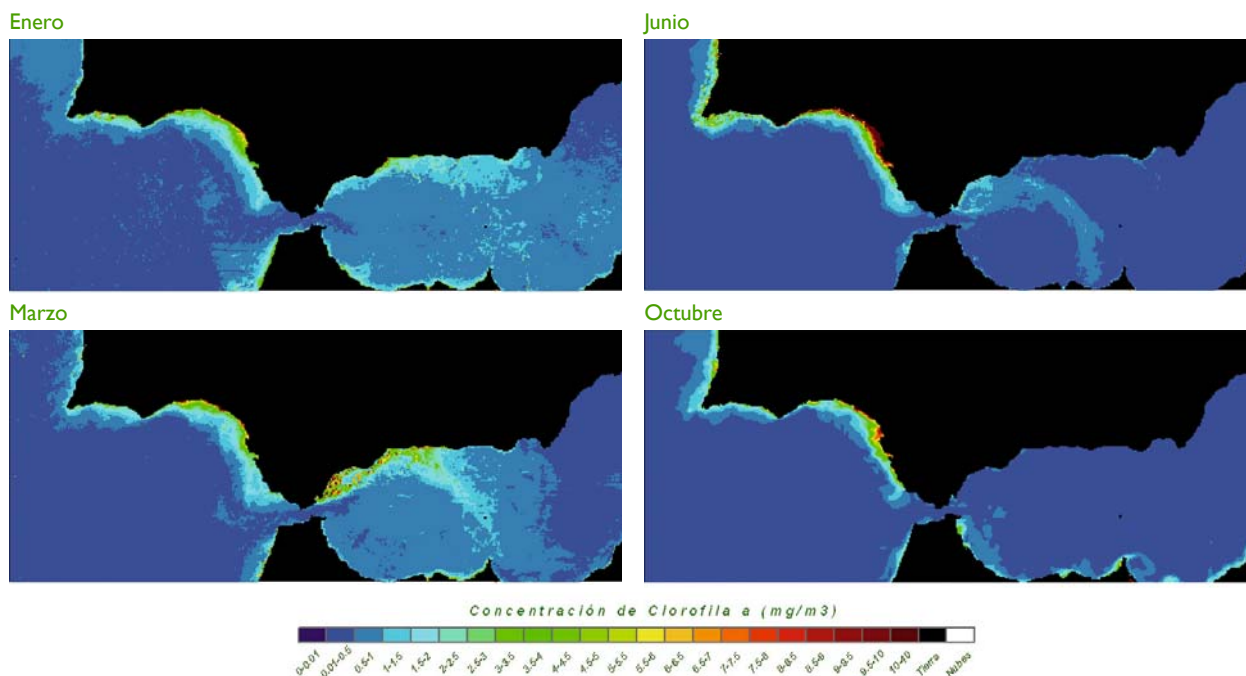 Enero
Junio
Marzo
Octubre
Concentración de Clorofila a (mg/m3)
0-0.01 0.01-0.5 0.5-1 1-1.5 1.5-2 2-2.5 2.5-3 3-3.5 3.5-4 4-4.5 4.5-5 5-5.5 5.5-6 6-6.5 6.5-7 7-7.5 7.5-8 8-8.5 8.5-9 9-9.5 9.5-10 10-40 Tierra Núbes